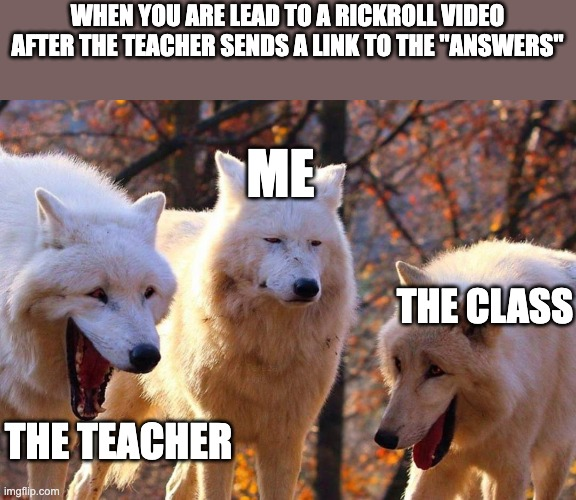 WHEN YOU ARE LEAD TO A RICKROLL VIDEO
AFTER THE TEACHER SENDS A LINK TO THE "ANSWERS"
ME
THE CLASS
THE TEACHER
imgflip.com